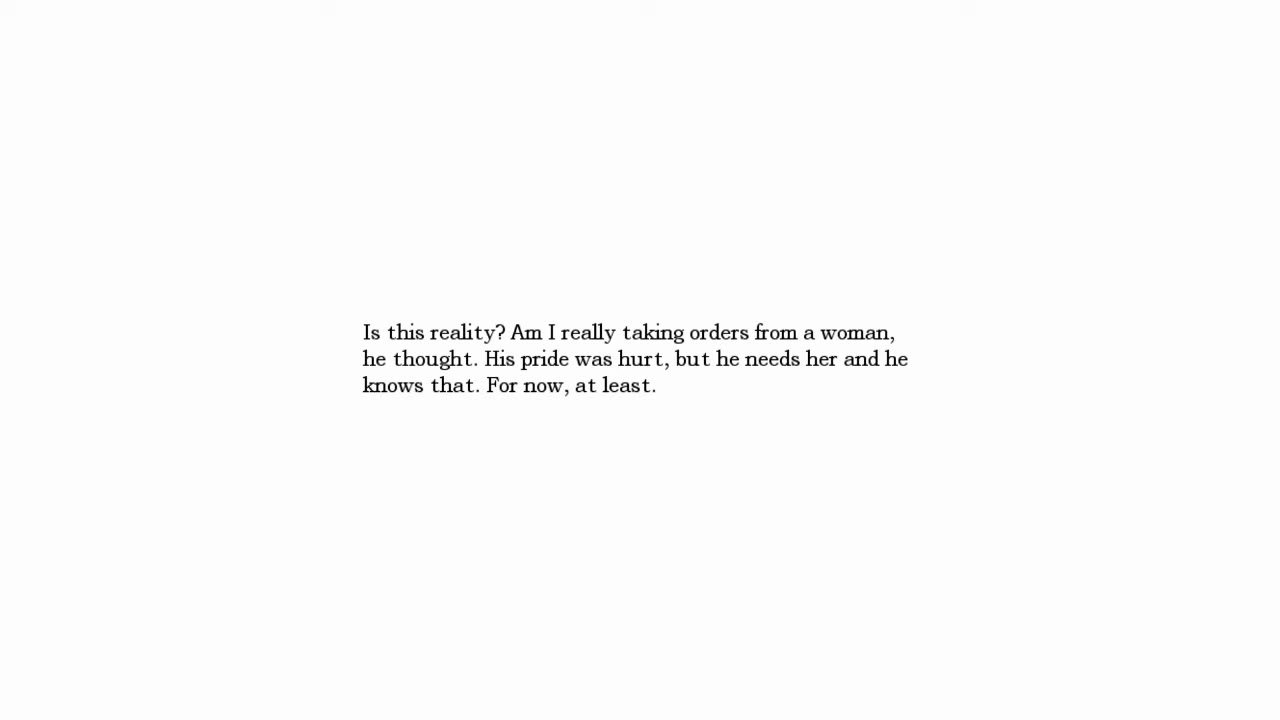 Is this reality? Am I really taking orders from a woman,
he thought. His pride was hurt, but he needs her and he
knows that. For now, at least.